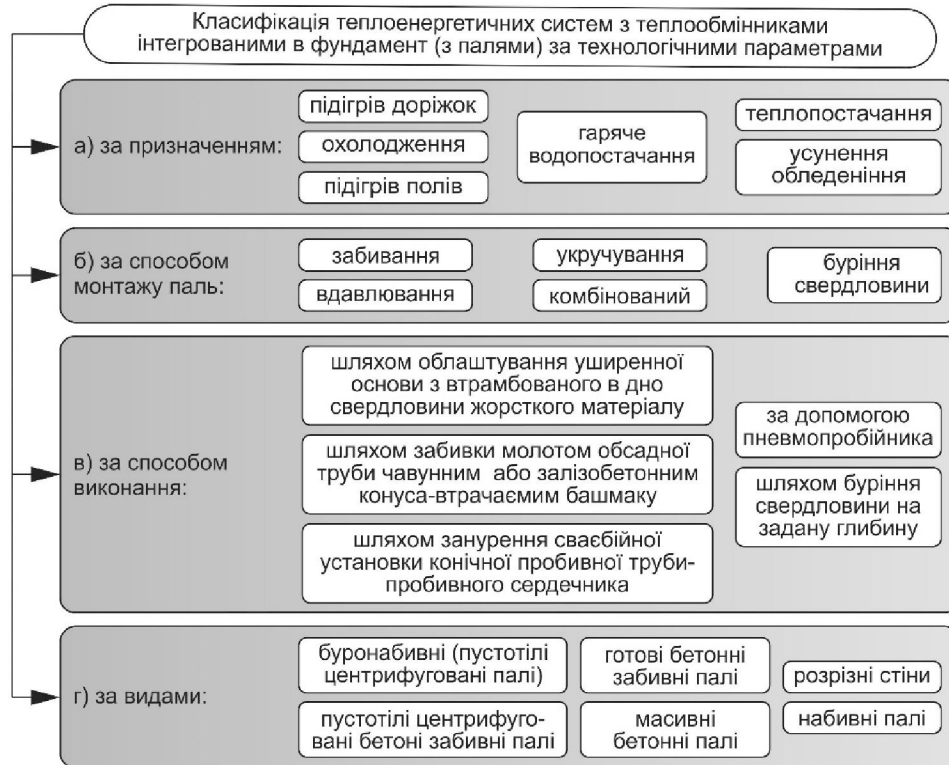 Класифікація теплоенергетичних систем з теплообмінниками
інтегрованими в фундамент (з палями) за технологічними параметрами
а) за призначенням:
підігрів доріжок
охолодження
підігрів полів
гаряче
водопостачання
теплопостачання
усунення
обледеніння
б) за способом
монтажу паль:
забивання
вдавлювання
укручування
комбінований
буріння
свердловини
в) за способом
виконання:
шляхом облаштування уширенної
основи з втрамбованого в дно
свердловини жорсткого матеріалу
шляхом забивки молотом обсадної
труби чавунним або залізобетонним
конуса-втрачаємим башмаку
шляхом занурення сваєбійної
установки конічної пробивної труби-
пробивного сердечника
за допомогою
пневмопробійника
шляхом буріння
свердловини на
задану глибину
г) за видами:
буронабивні (пустотілі
центрифуговані палі)
пустотілі центрифуго-
вані бетоні забивні палі
готові бетонні
забивні палі
масивні
бетонні палі
розрізні стіни
набивні палі